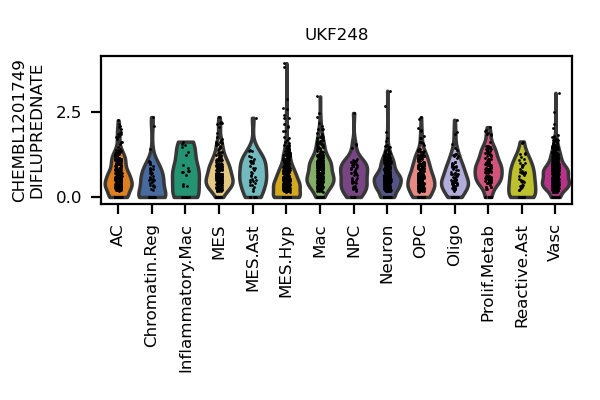 UKF248
CHEMBL1201749
DIFLUPREDNATE
2.5
0.0
AC
Chromatin.Reg
Inflammatory.Mac
MES
MES.Ast
MES.Hyp
Mac
NPC
Neuron
OPC
Oligo
Prolif.Metab
Reactive.Ast
Vasc